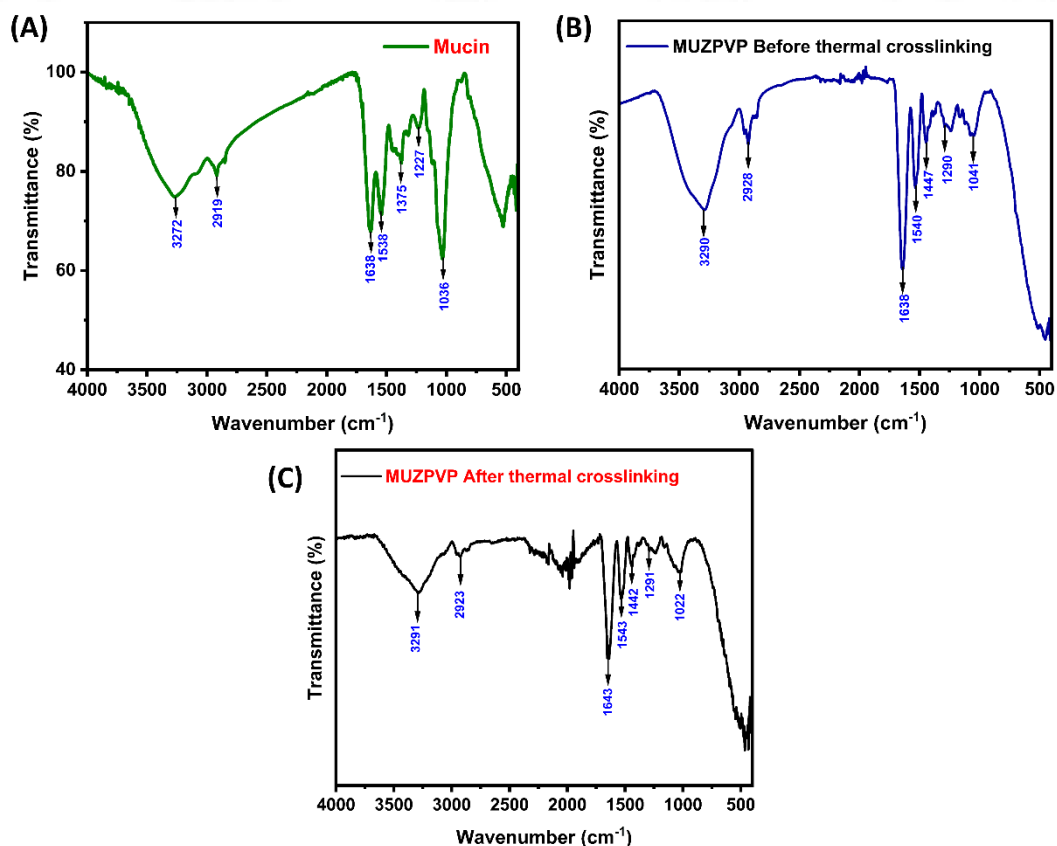 (A)
Mucin
100
80
60
40
Transmittance (%)
3272
2919
1638
1538
1375
1227
1036
4000 3500 3000 2500 2000 1500 1000 500
Wavenumber (cm-1)
(B)
MUZPVP Before thermal crosslinking
Transmittance (%)
3290
2928
1638
1540
1447
1290
1041
4000 3500 3000 2500 2000 1500 1000 500
Wavenumber (cm-1)
(C)
MUZPVP After thermal crosslinking
Transmittance (%)
3291
2923
1643
1543
1442
1291
1022
4000 3500 3000 2500 2000 1500 1000 500
Wavenumber (cm-1)